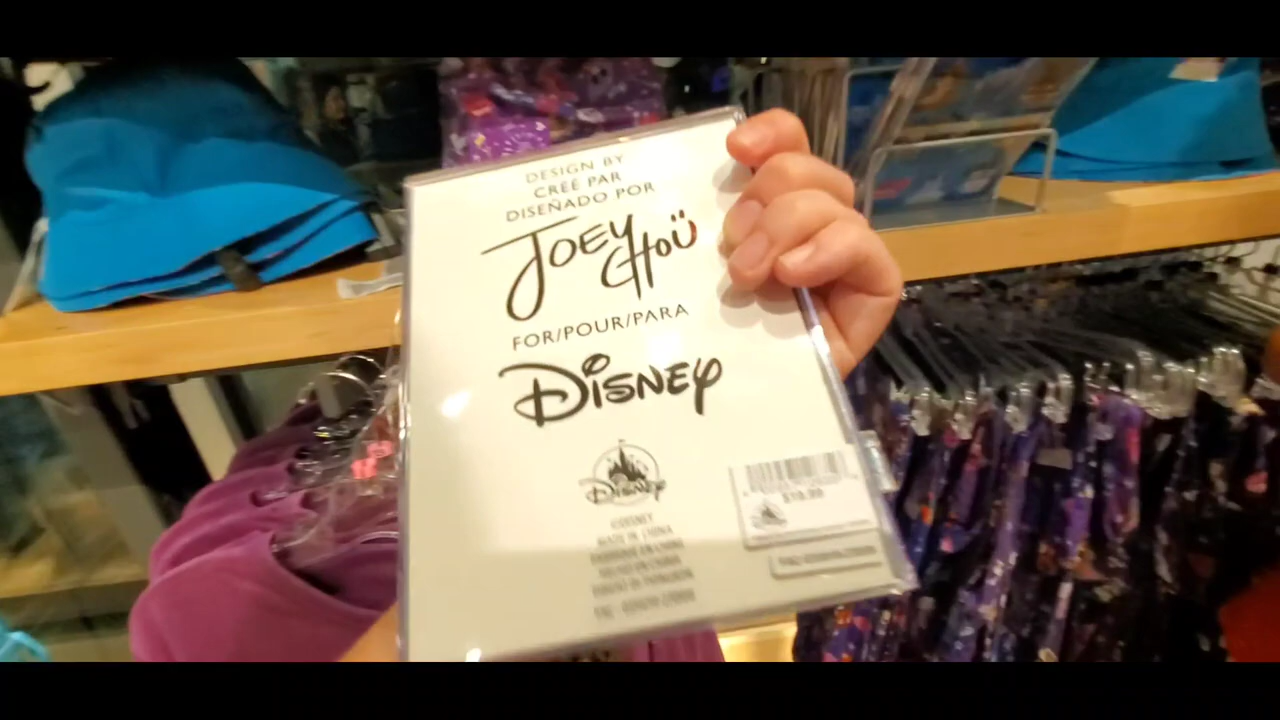 DESIGN BY
CRÉÉ PAR
DISEÑADO POR
JOEY CHOU
FOR/POUR/PARA
DISNEY
Disney
©DISNEY
MADE IN CHINA